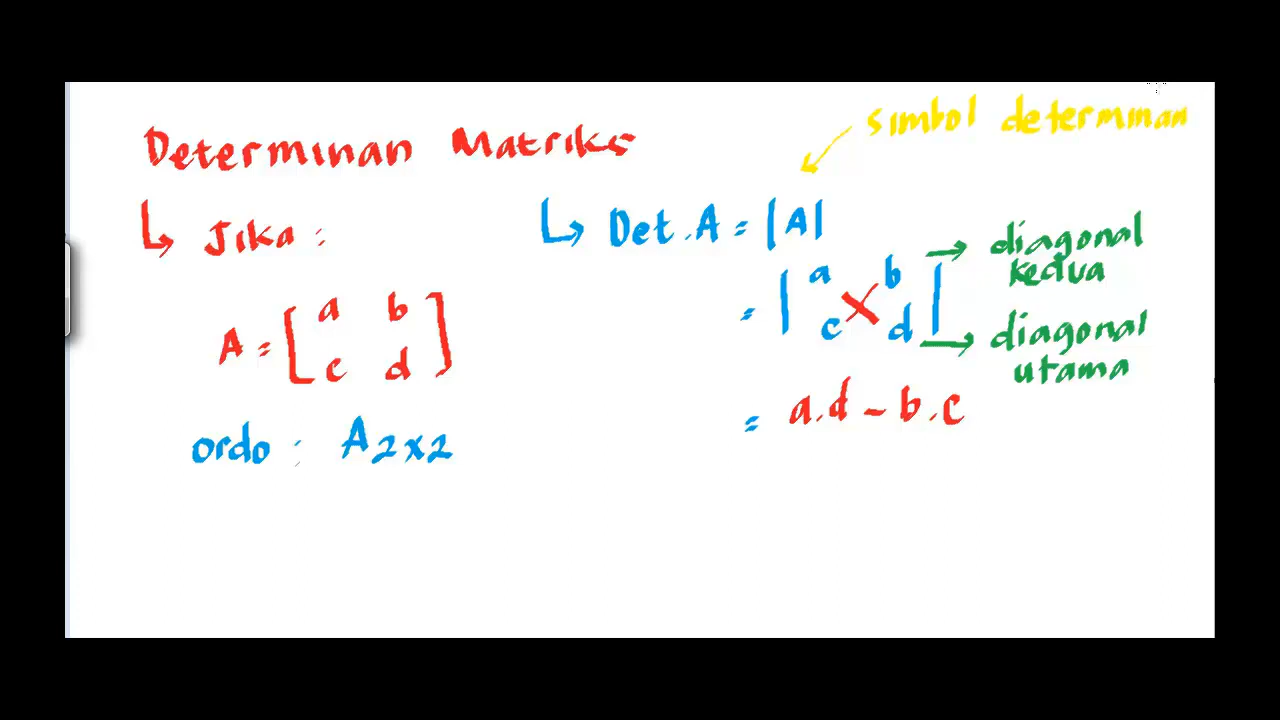 Determinan Matriks
↳ Jika :
A = [ a b
c d ]
ordo : A2x2
simbol determinan
↳ Det.A = |A|
= | a b |
c d
diagonal
kedua
diagonal
utama
= a.d - b.c